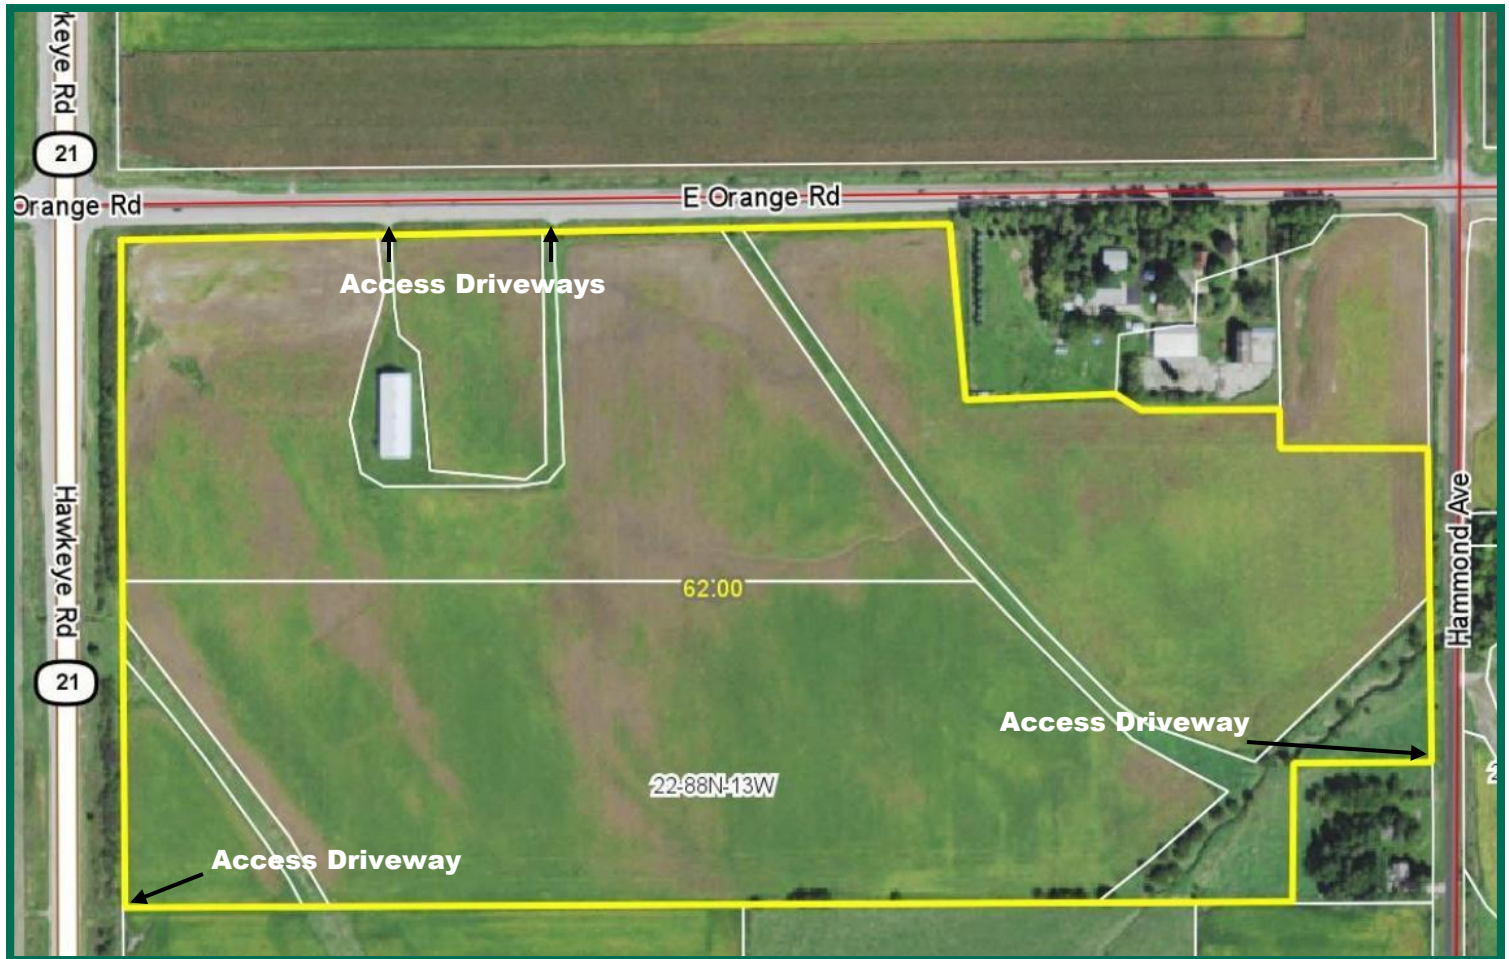 keye Rd
21
Orange Rd
E Orange Rd
Access Driveways
Hawkeye Rd
Hammond Ave
62.00
21
Access Driveway
22-88N-13W
Access Driveway